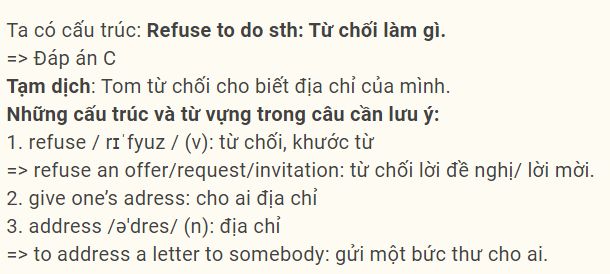 Ta có cấu trúc: Refuse to do sth: Từ chối làm gì.
=> Đáp án C
Tạm dịch: Tom từ chối cho biết địa chỉ của mình.
Những cấu trúc và từ vựng trong câu cần lưu ý:
1. refuse / rɪˈfyuz / (v): từ chối, khước từ
=> refuse an offer/request/invitation: từ chối lời đề nghị/ lời mời.
2. give one’s adress: cho ai địa chỉ
3. address /ə'dres/ (n): địa chỉ
=> to address a letter to somebody: gửi một bức thư cho ai.